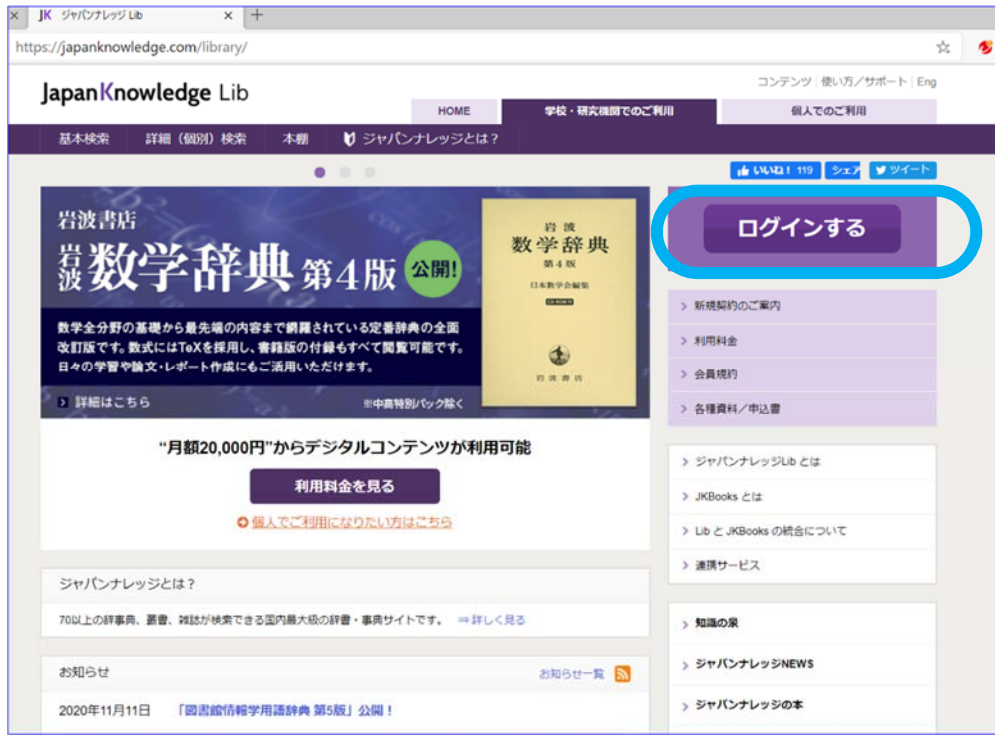 JK ジャパンナレッジ Lib × +
https://japanknowledge.com/library/
コンテンツ | 使い方／サポート | Eng
JapanKnowledge Lib
HOME 学校・研究機関でのご利用 個人でのご利用
基本検索 詳細（個別）検索 本棚 ジャパンナレッジとは？
いいね！ 119 シェア ツイート
岩波書店
岩波 数学辞典 第4版 公開!
数学全分野の基礎から最先端の内容まで網羅されている定番辞典の全面
改訂版です。数式にはTeXを採用し、書籍版の付録もすべて閲覧可能です。
日々の学習や論文・レポート作成にもご活用いただけます。
詳細はこちら ※中高特別パック除く
岩波
数学辞典
第4版
日本数学会編集
CD-ROM付
岩波書店
ログインする
新規契約のご案内
利用料金
会員規約
各種資料／申込書
“月額20,000円”からデジタルコンテンツが利用可能
利用料金を見る
個人でご利用になりたい方はこちら
ジャパンナレッジLib とは
JKBooks とは
Lib と JKBooks の統合について
連携サービス
ジャパンナレッジとは？
70以上の辞事典、叢書、雑誌が検索できる国内最大級の辞書・事典サイトです。 ⇒詳しく見る
知識の泉
ジャパンナレッジNEWS
ジャパンナレッジの本
お知らせ お知らせ一覧
2020年11月11日 「図書館情報学用語辞典 第5版」公開！